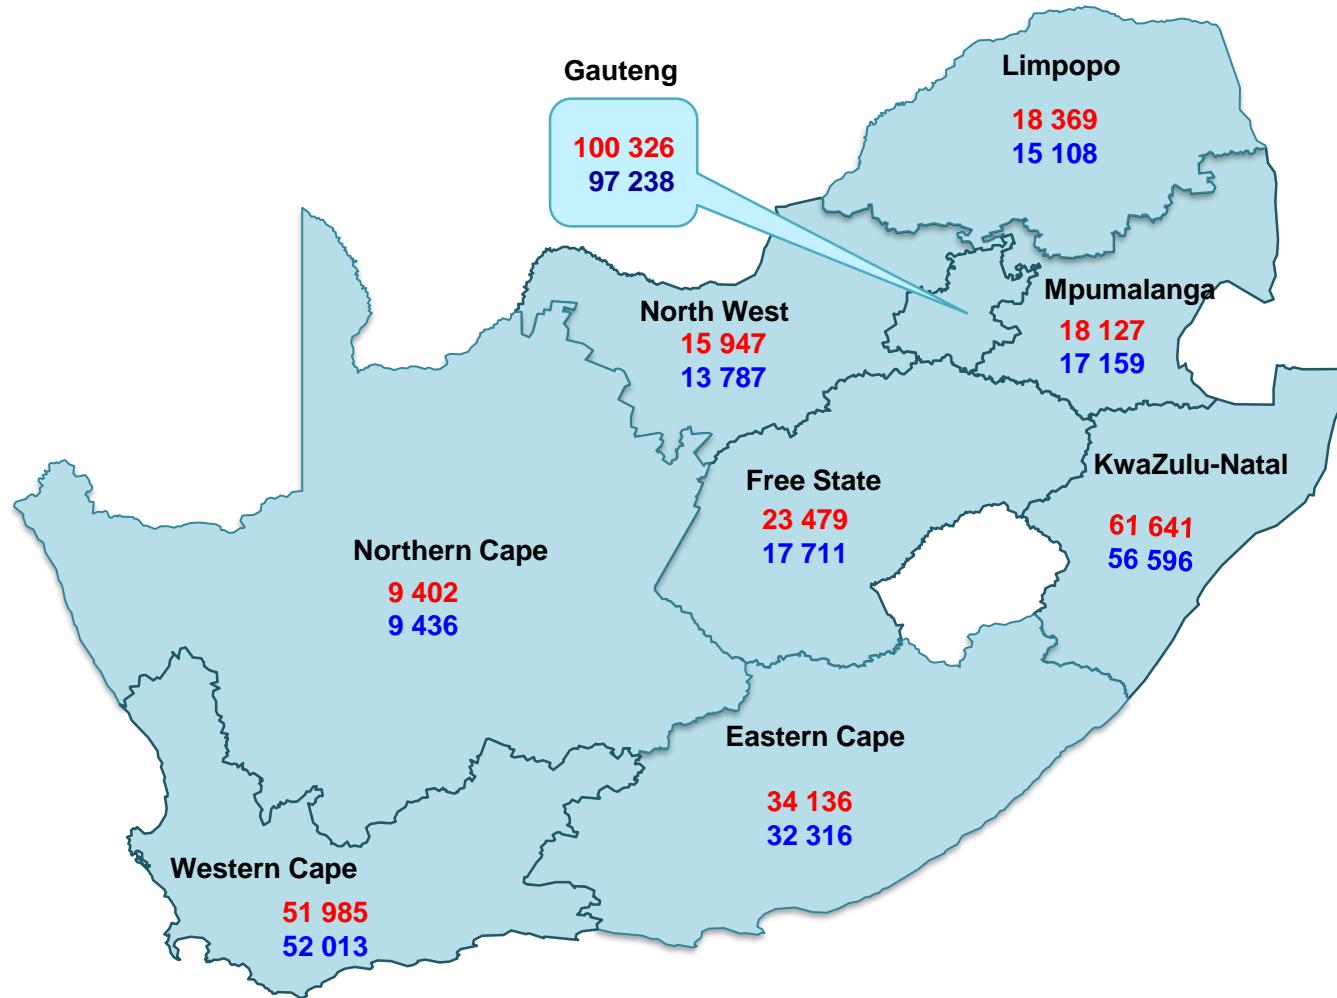 Gauteng
100 326
97 238
Limpopo
18 369
15 108
North West
15 947
13 787
Mpumalanga
18 127
17 159
Free State
23 479
17 711
KwaZulu-Natal
61 641
56 596
Northern Cape
9 402
9 436
Eastern Cape
34 136
32 316
Western Cape
51 985
52 013